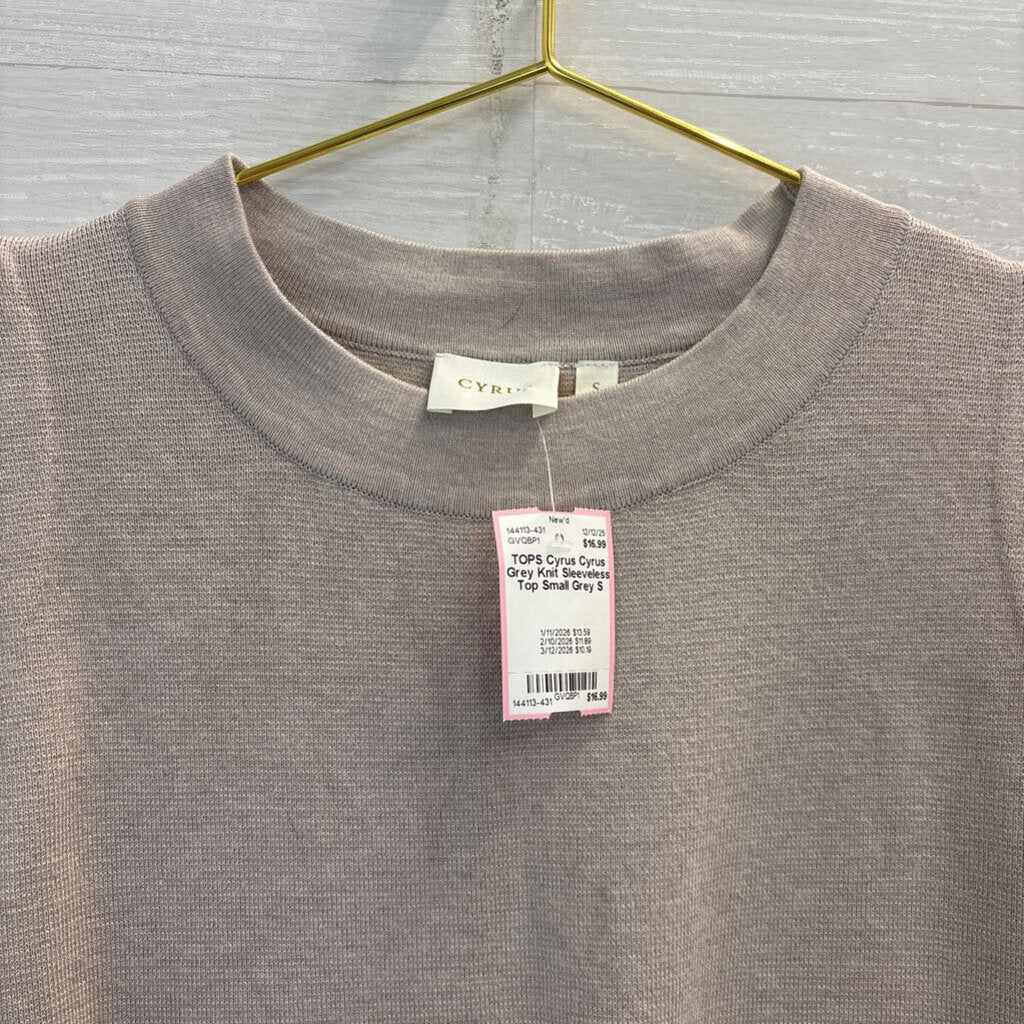 CYRU
S
New'd
144113-431 12/12/25
GVQBP1 $16.99
TOPS Cyrus Cyrus
Grey Knit Sleeveless
Top Small Grey S
1/11/2026 $13.59
2/10/2026 $11.89
3/12/2026 $10.19
144113-431 GVQBP1 $16.99